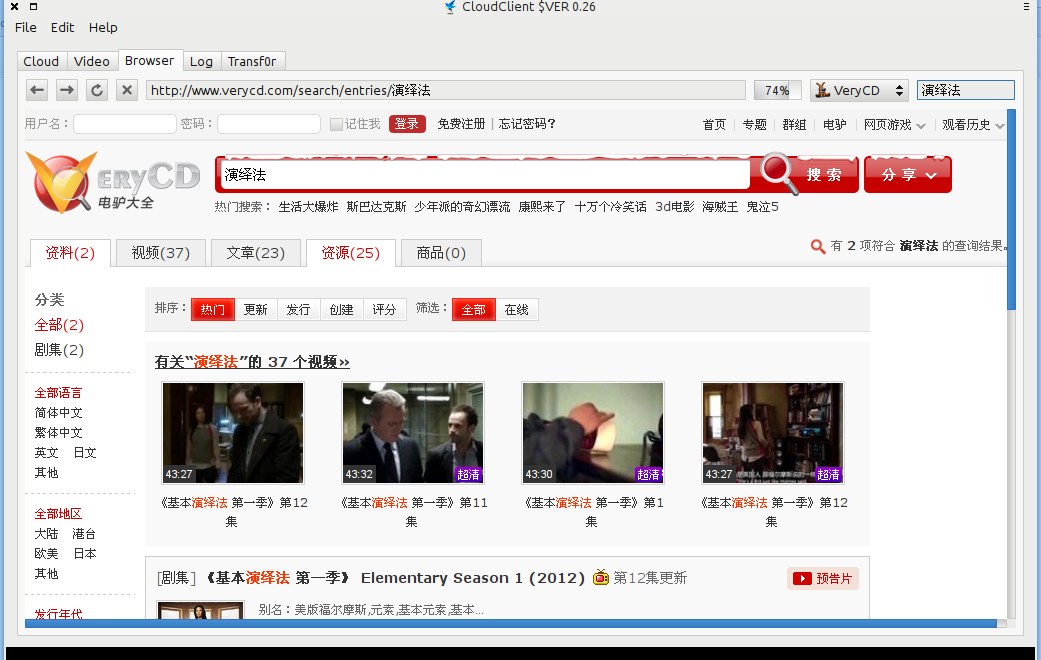 CloudClient $VER 0.26
File Edit Help
Cloud Video Browser Log Transf0r
http://www.verycd.com/search/entries/演绎法 74% VeryCD 演绎法
用户名： 密码： 记住我 登录 免费注册 | 忘记密码? 首页 专题 群组 电驴 网页游戏 观看历史
ERYCD 电驴大全
演绎法 搜索 分享
热门搜索： 生活大爆炸 斯巴达克斯 少年派的奇幻漂流 康熙来了 十万个冷笑话 3d电影 海贼王 鬼泣5
资料(2) 视频(37) 文章(23) 资源(25) 商品(0) 有 2 项符合 演绎法 的查询结果。
分类
全部(2)
剧集(2)
全部语言
简体中文
繁体中文
英文 日文
其他
全部地区
大陆 港台
欧美 日本
其他
发行年代
排序： 热门 更新 发行 创建 评分 筛选： 全部 在线
有关“演绎法”的 37 个视频»
43:27 43:32 超清 43:30 超清 43:27 超清
《基本演绎法 第一季》第12集
《基本演绎法 第一季》第11集
《基本演绎法 第一季》第1集
《基本演绎法 第一季》第12集
[剧集] 《基本演绎法 第一季》 Elementary Season 1 (2012) 第12集更新 预告片
别名：美版福尔摩斯,元素,基本元素,基本...